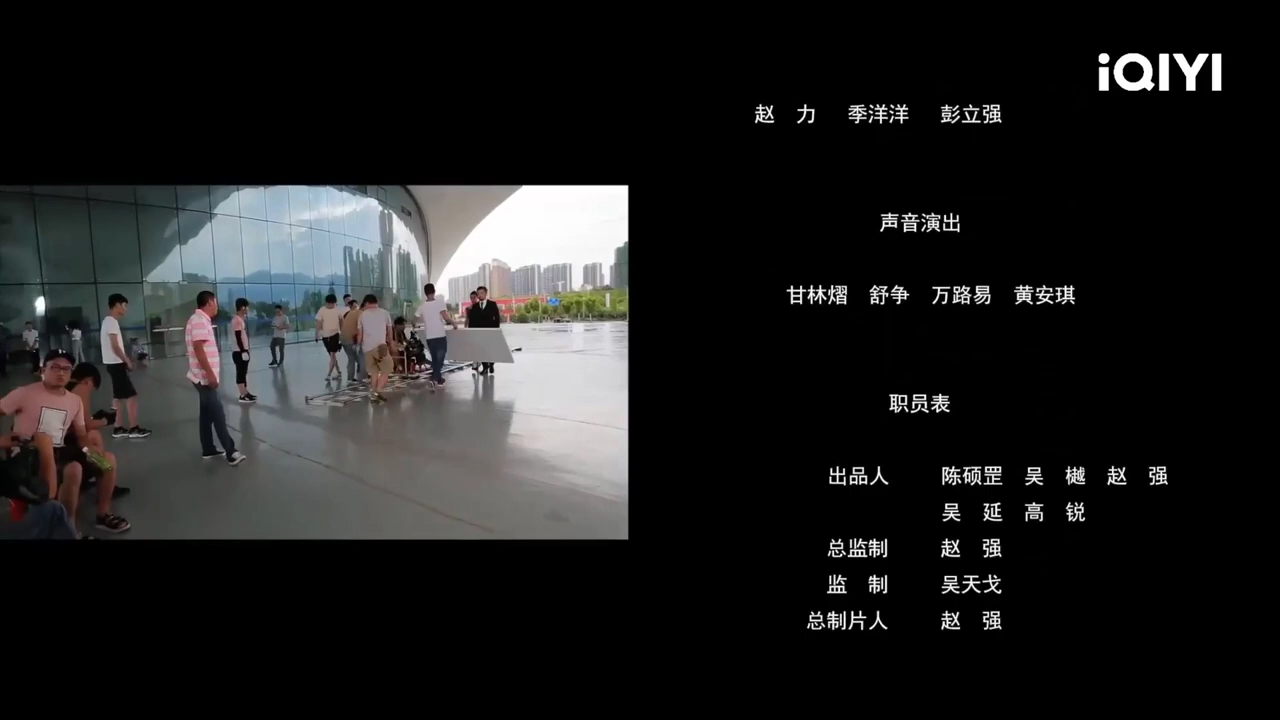 iQIYI
赵 力 季洋洋 彭立强
声音演出
甘林熠 舒争 万路易 黄安琪
职员表
出品人 陈硕罡 吴 樾 赵 强
吴 延 高 锐
总监制 赵 强
监 制 吴天戈
总制片人 赵 强